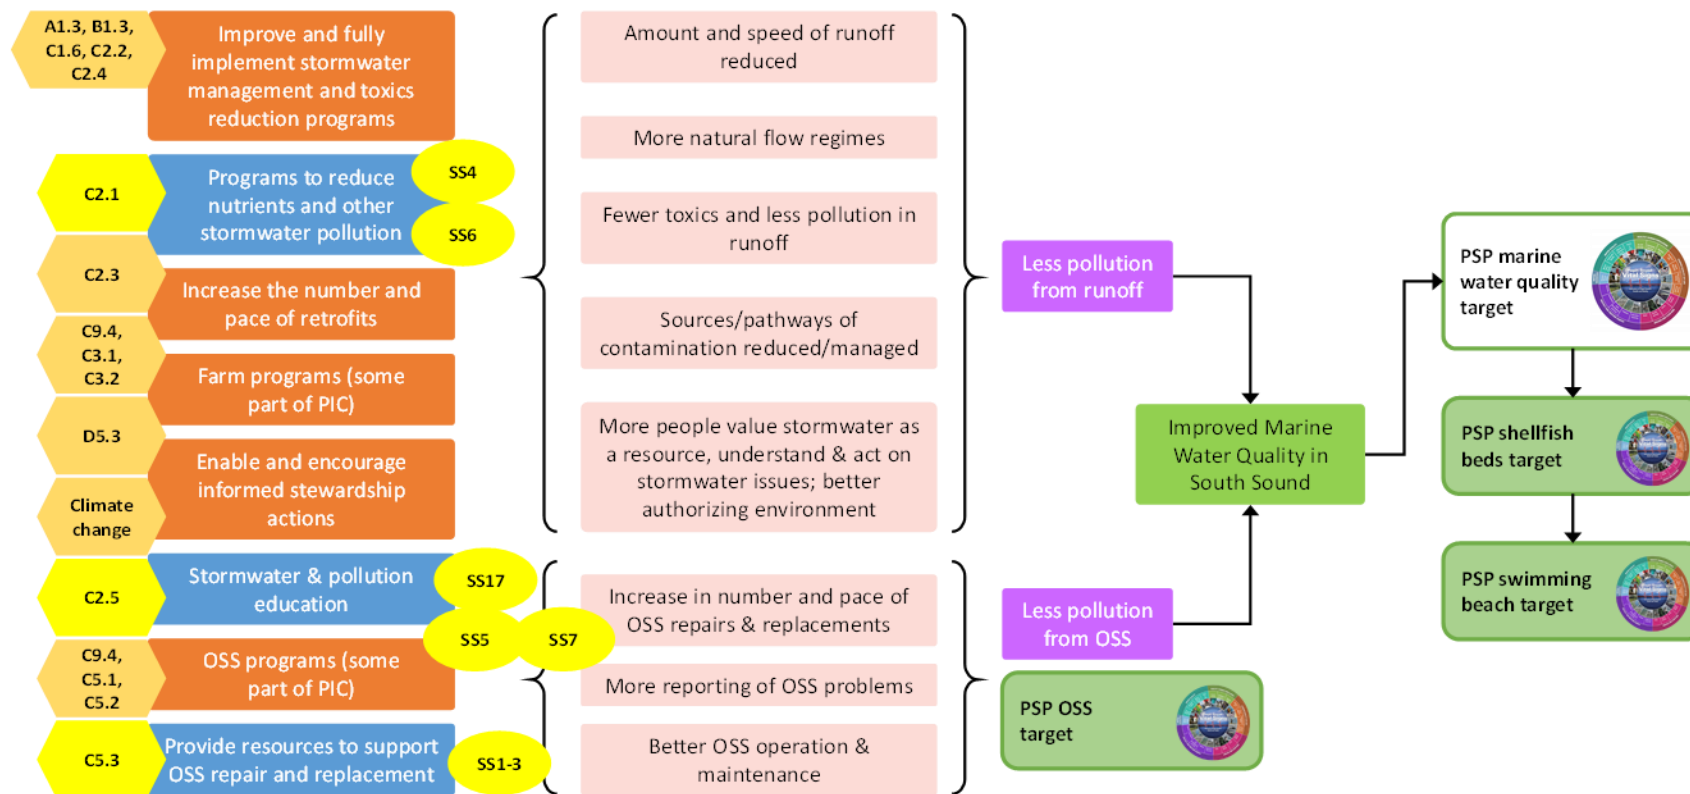 A1.3, B1.3,
C1.6, C2.2,
C2.4
Improve and fully
implement stormwater
management and toxics
reduction programs
C2.1
Programs to reduce
nutrients and other
stormwater pollution
SS4
SS6
C2.3
Increase the number and
pace of retrofits
C9.4,
C3.1,
C3.2
Farm programs (some
part of PIC)
D5.3
Enable and encourage
informed stewardship
actions
Climate
change
C2.5
Stormwater & pollution
education
SS17
SS5
SS7
C9.4,
C5.1,
C5.2
OSS programs (some
part of PIC)
C5.3
Provide resources to support
OSS repair and replacement
SS1-3
Amount and speed of runoff
reduced
More natural flow regimes
Fewer toxics and less pollution in
runoff
Sources/pathways of
contamination reduced/managed
More people value stormwater as
a resource, understand & act on
stormwater issues; better
authorizing environment
Increase in number and pace of
OSS repairs & replacements
More reporting of OSS problems
Better OSS operation &
maintenance
Less pollution
from runoff
Less pollution
from OSS
PSP OSS
target
Improved Marine
Water Quality in
South Sound
PSP marine
water quality
target
PSP shellfish
beds target
PSP swimming
beach target